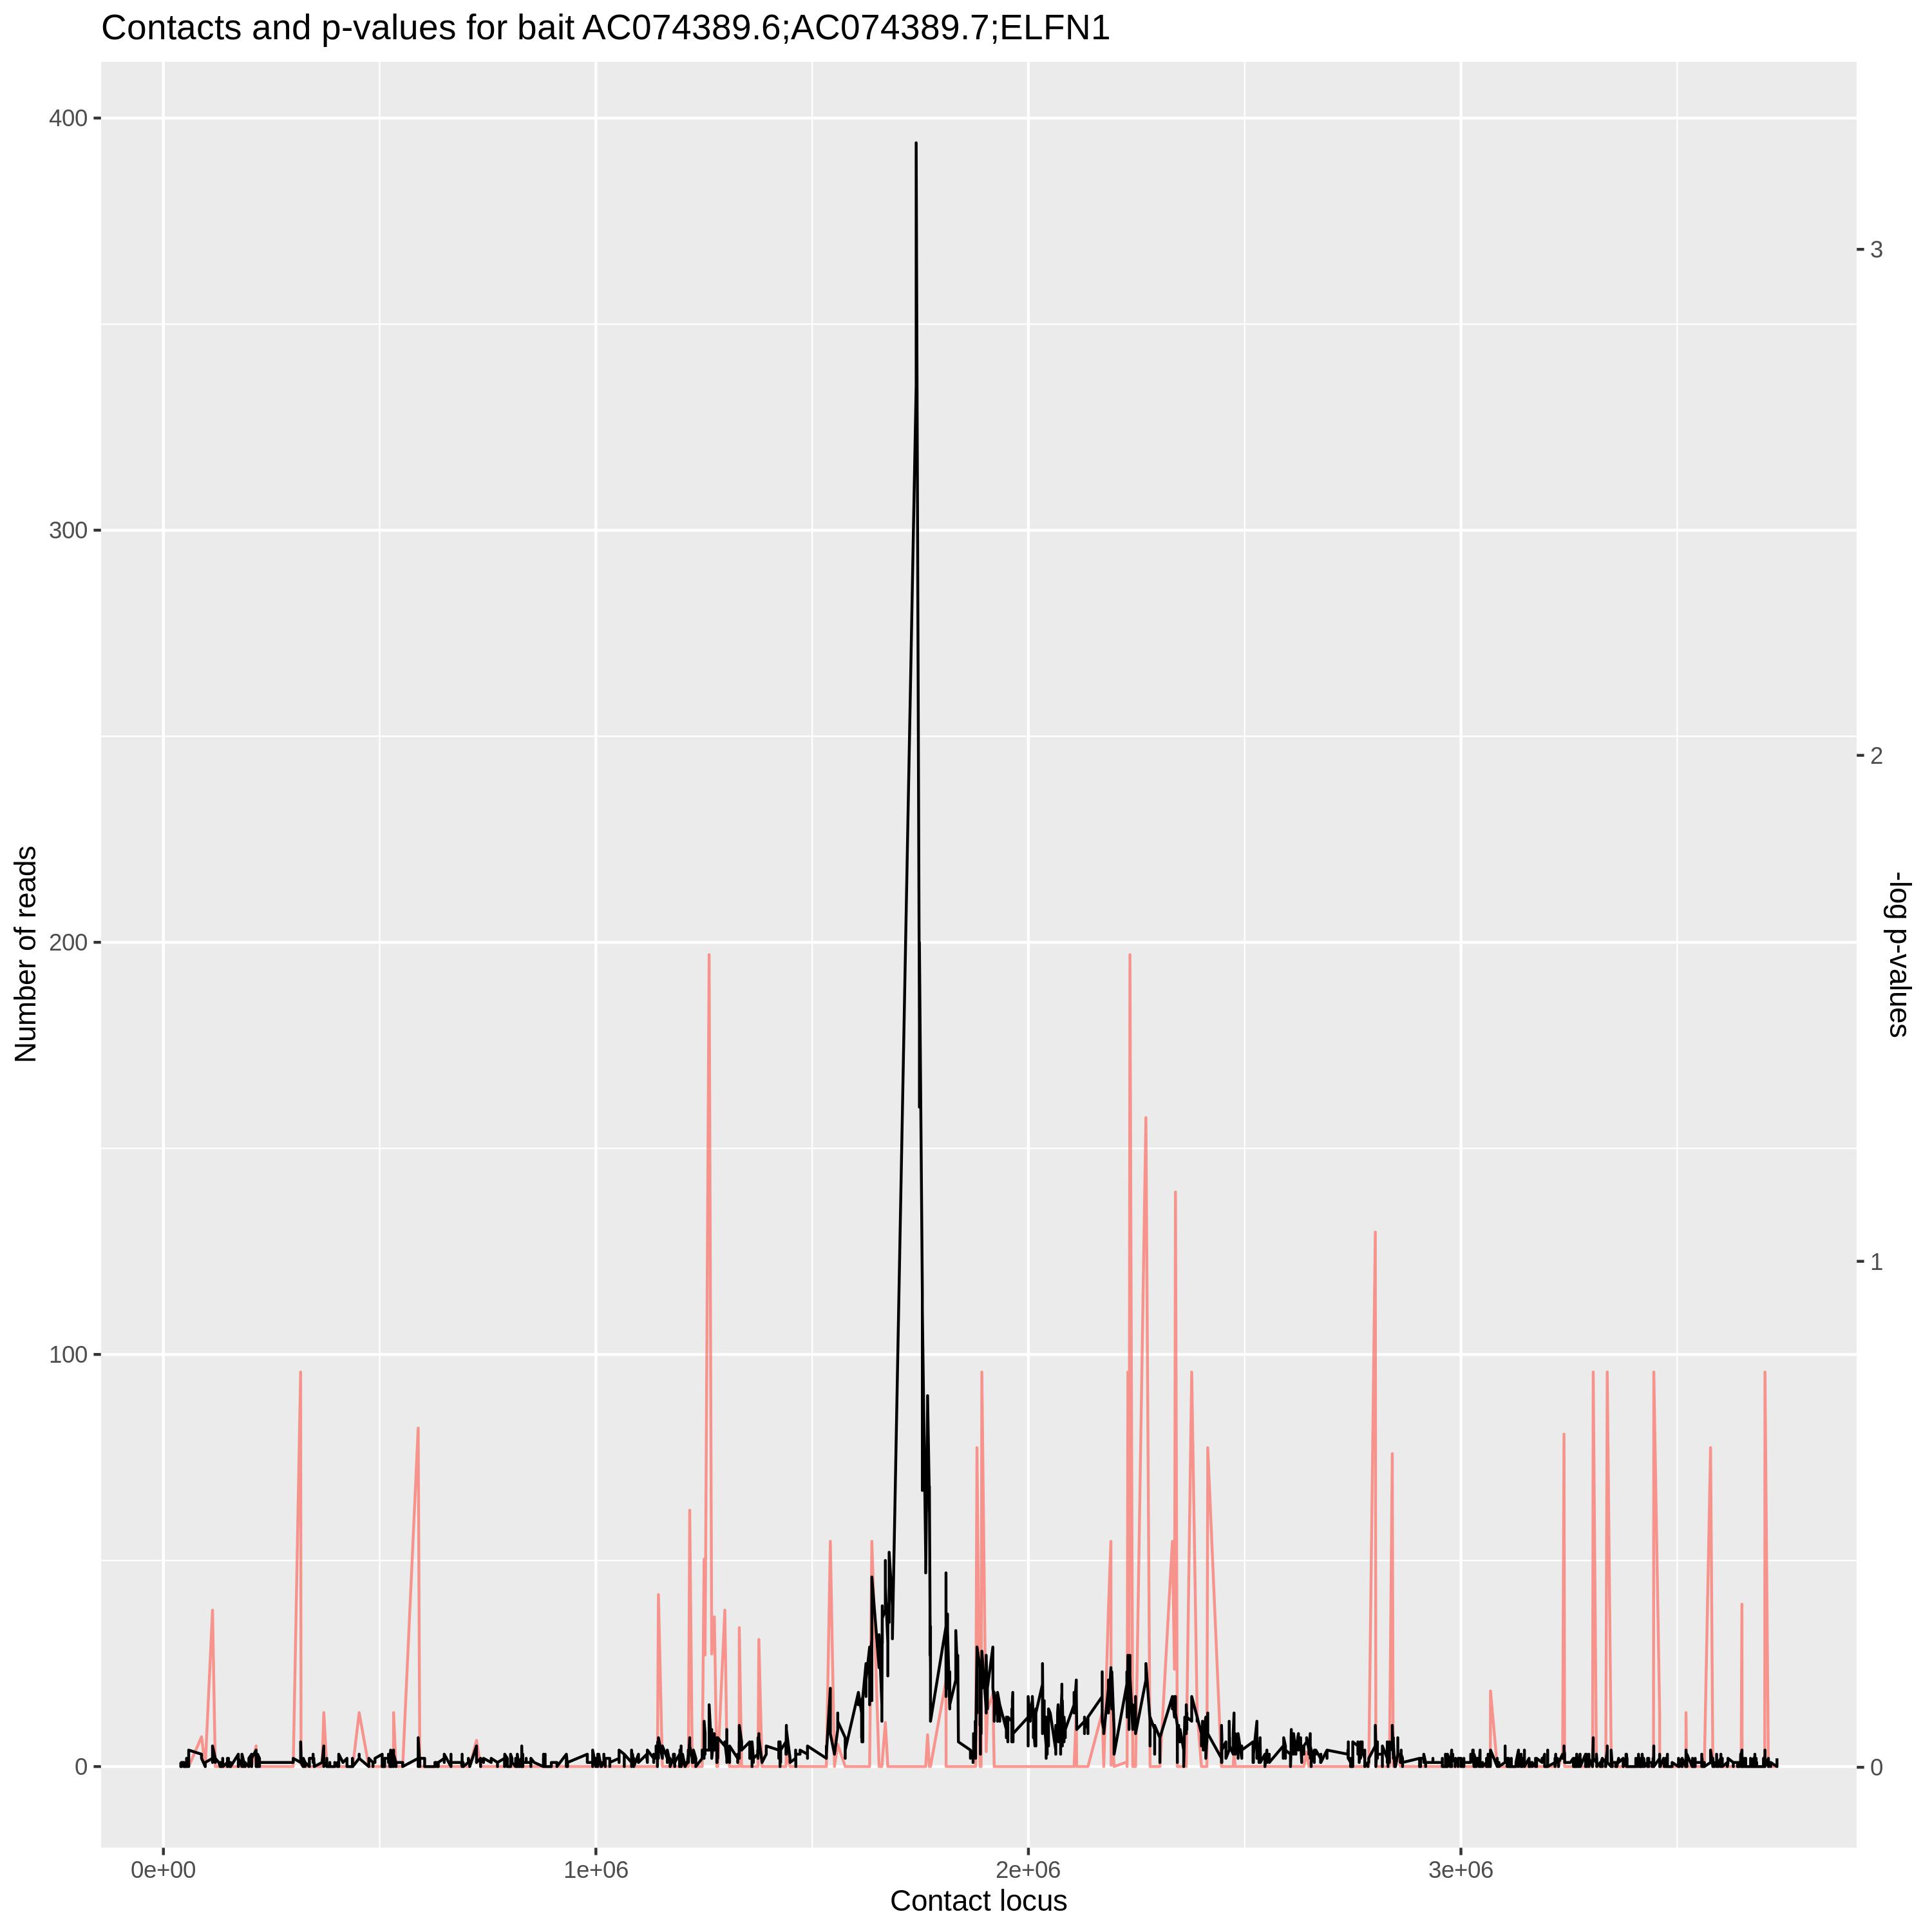 Contacts and p-values for bait AC074389.6;AC074389.7;ELFN1
400
300
200
100
0
Number of reads
3
2
1
0
-log p-values
0e+00
1e+06
2e+06
3e+06
Contact locus